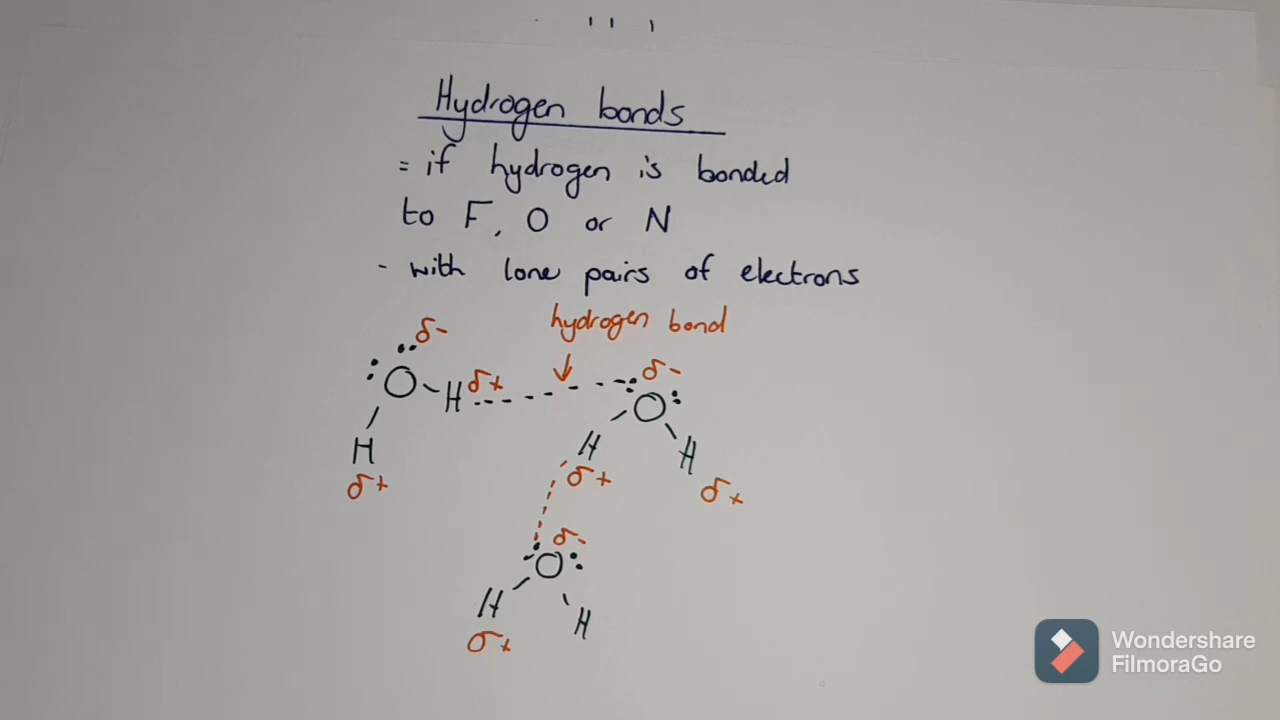 Hydrogen bonds
= if hydrogen is bonded
to F, O or N
- with lone pairs of electrons
hydrogen bond
δ-
δ-
O H δ+
O
H
H H
δ+
δ+ δ+
δ-
O
H H
δ+
Wondershare
FilmoraGo